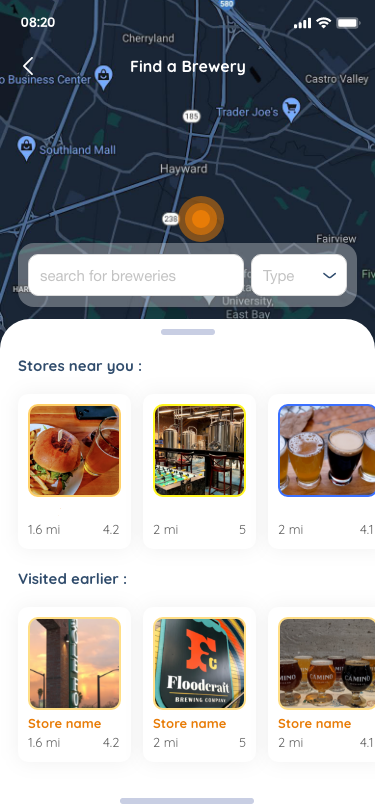 08:20
580
Cherryland
Find a Brewery
o Business Center
Castro Valley
185
Trader Joe's
Southland Mall
Hayward
238
Fairview
search for breweries
Type
Fiv
HAR
University,
East Bay
Stores near you :
1.6 mi 4.2
2 mi 5
2 mi 4.1
Visited earlier :
Floodcraft
BREWING COMPANY
CAMINO
CAMINO
Store name
Store name
Store name
1.6 mi 4.2
2 mi 5
2 mi 4.1